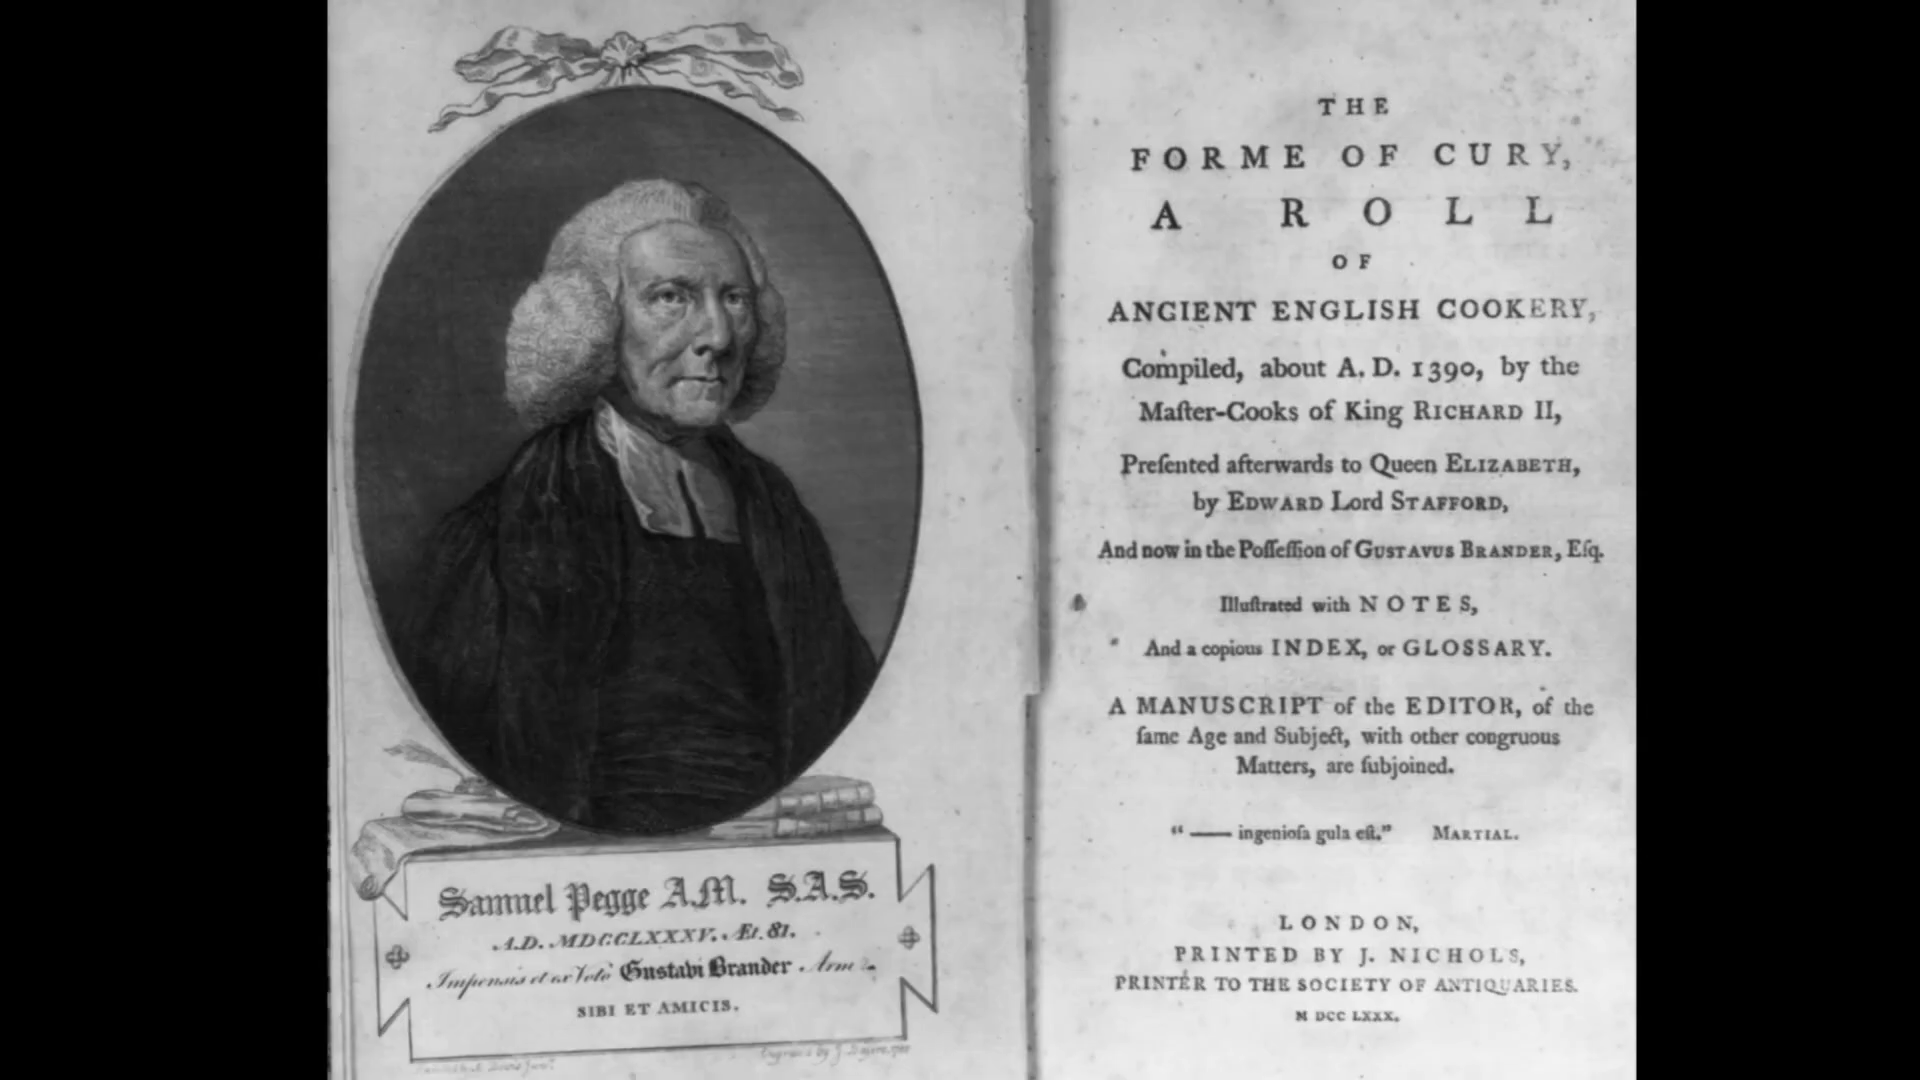 Samuel Pegge A.M. S.A.S.
A.D. MDCCLXXXV. Æt. 81.
Impensis et ex Voto Gustavi Brander Arm
SIBI ET AMICIS.
Engraved by J. Basire, 1785
THE
FORME OF CURY,
A ROLL
OF
ANCIENT ENGLISH COOKERY,
Compiled, about A. D. 1390, by the
Maſter-Cooks of King RICHARD II,
Preſented afterwards to Queen ELIZABETH,
by EDWARD Lord STAFFORD,
And now in the Poſſeſſion of GUSTAVUS BRANDER, Eſq.
Illuſtrated with NOTES,
And a copious INDEX, or GLOSSARY.
A MANUSCRIPT of the EDITOR, of the
ſame Age and Subject, with other congruous
Matters, are ſubjoined.
“—— ingenioſa gula eſt.” MARTIAL.
LONDON,
PRINTED BY J. NICHOLS,
PRINTER TO THE SOCIETY OF ANTIQUARIES.
M DCC LXXX.